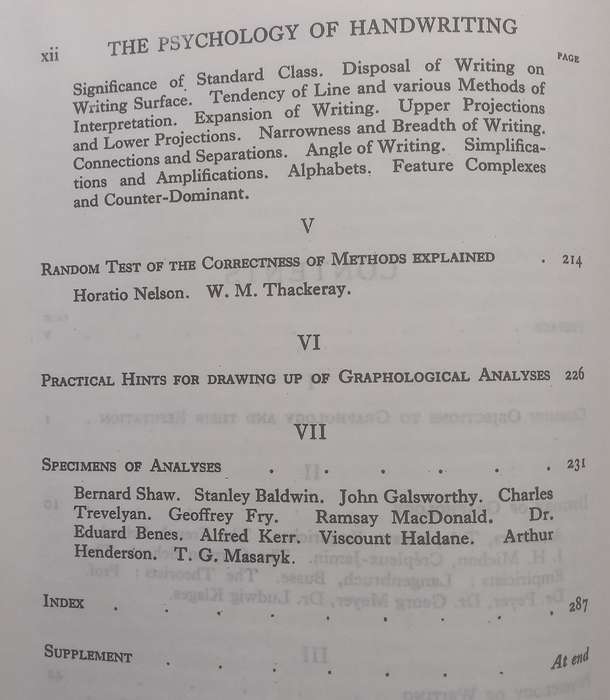 xii THE PSYCHOLOGY OF HANDWRITING
PAGE
Significance of Standard Class. Disposal of Writing on
Writing Surface. Tendency of Line and various Methods of
Interpretation. Expansion of Writing. Upper Projections
and Lower Projections. Narrowness and Breadth of Writing.
Connections and Separations. Angle of Writing. Simplifica-
tions and Amplifications. Alphabets. Feature Complexes
and Counter-Dominant.
V
RANDOM TEST OF THE CORRECTNESS OF METHODS EXPLAINED . 214
Horatio Nelson. W. M. Thackeray.
VI
PRACTICAL HINTS FOR DRAWING UP OF GRAPHOLOGICAL ANALYSES 226
VII
SPECIMENS OF ANALYSES . . . . . . 231
Bernard Shaw. Stanley Baldwin. John Galsworthy. Charles
Trevelyan. Geoffrey Fry. Ramsay MacDonald. Dr.
Eduard Benes. Alfred Kerr. Viscount Haldane. Arthur
Henderson. T. G. Masaryk.
INDEX . . . . . . . . . 287
SUPPLEMENT . . . . . . . At end